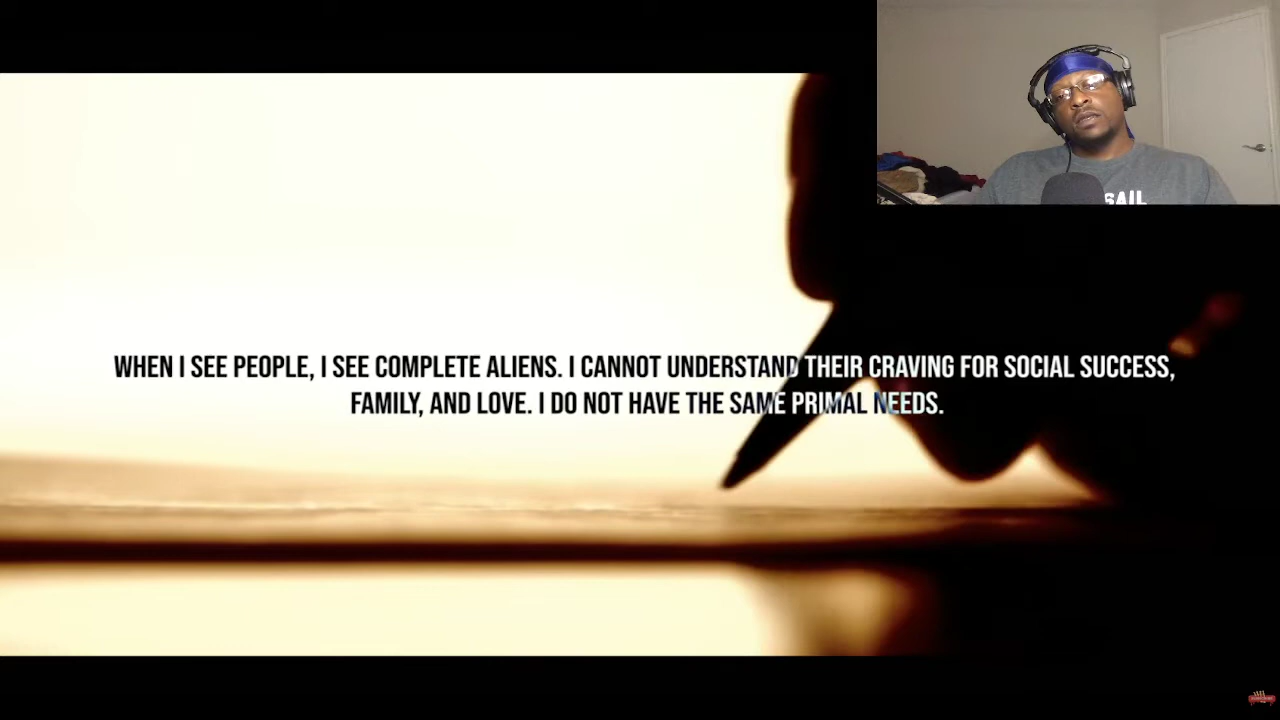 SAIL
WHEN I SEE PEOPLE, I SEE COMPLETE ALIENS. I CANNOT UNDERSTAND THEIR CRAVING FOR SOCIAL SUCCESS,
FAMILY, AND LOVE. I DO NOT HAVE THE SAME PRIMAL NEEDS.